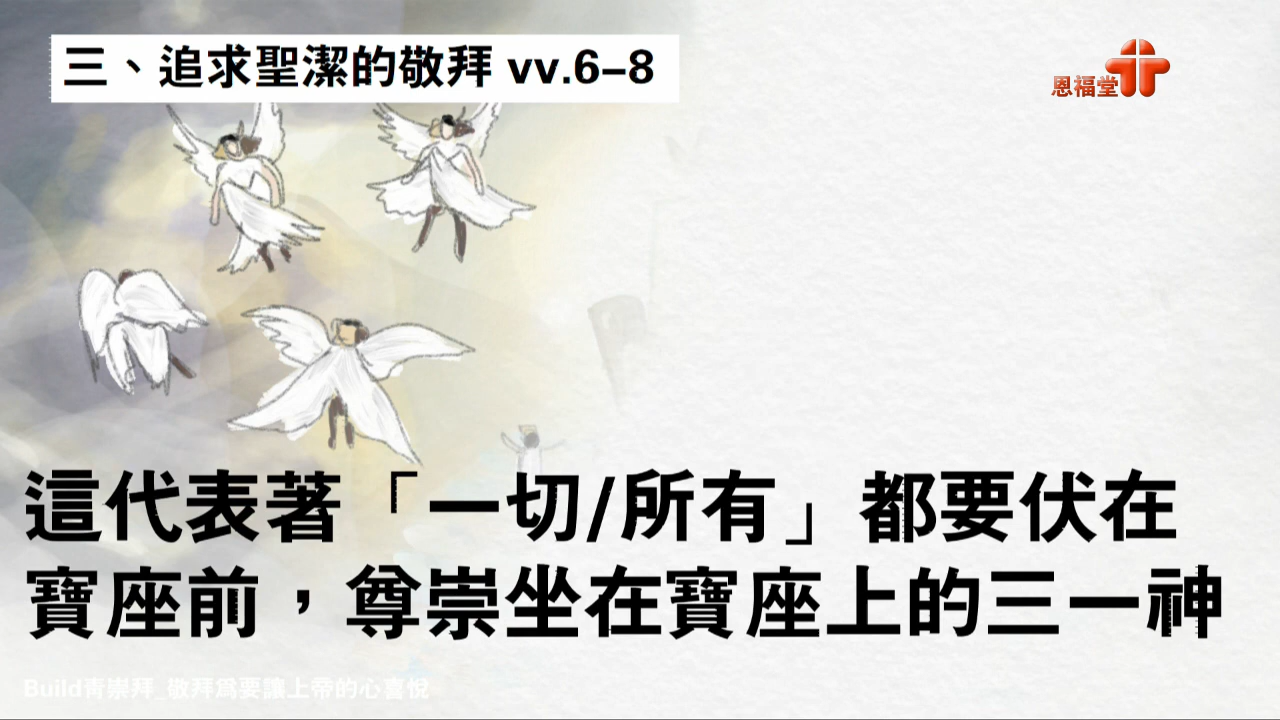 三、追求聖潔的敬拜 vv.6-8
恩福堂
這代表著「一切/所有」都要伏在
寶座前，尊崇坐在寶座上的三一神
Build青崇拜_敬拜為要讓上帝的心喜悅